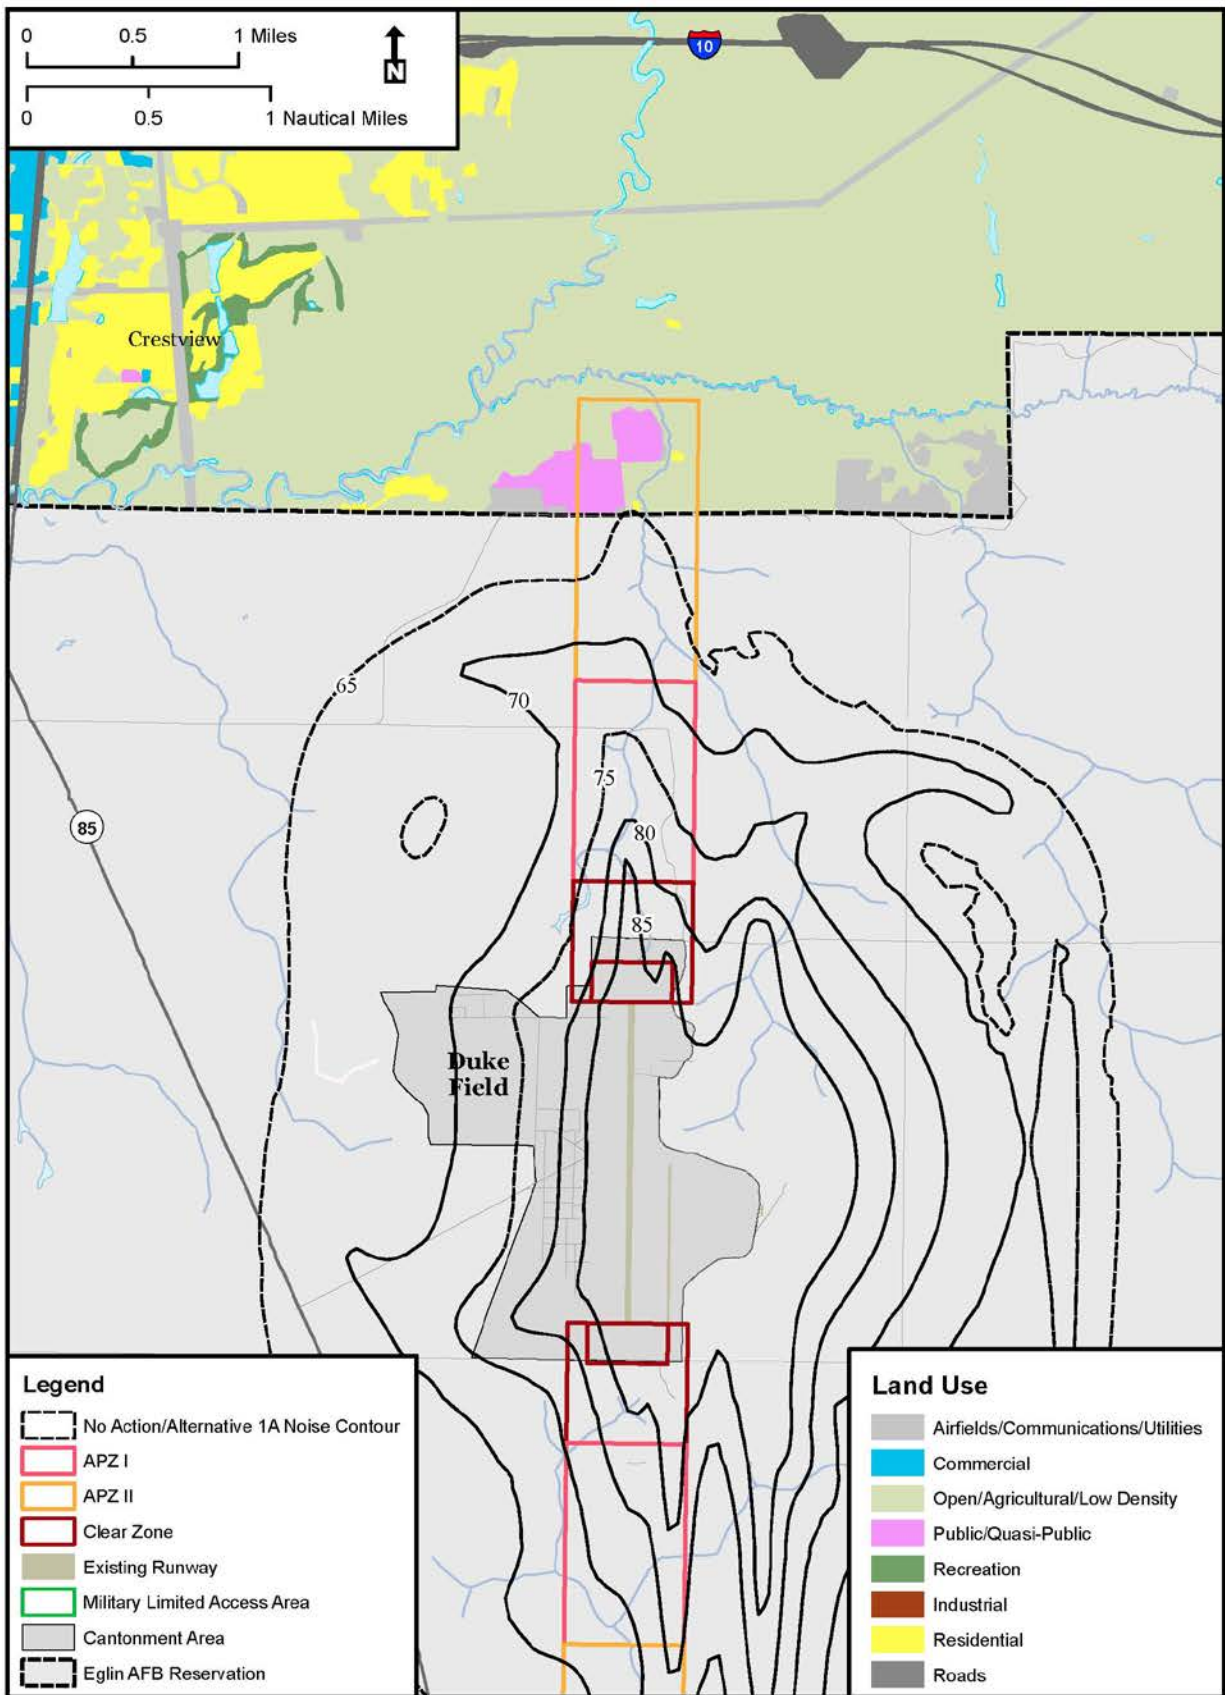 0 0.5 1 Miles
N
0 0.5 1 Nautical Miles
10
Crestview
65
70
75
80
85
85
Duke
Field
Legend
No Action/Alternative 1A Noise Contour
APZ I
APZ II
Clear Zone
Existing Runway
Military Limited Access Area
Cantonment Area
Eglin AFB Reservation
Land Use
Airfields/Communications/Utilities
Commercial
Open/Agricultural/Low Density
Public/Quasi-Public
Recreation
Industrial
Residential
Roads